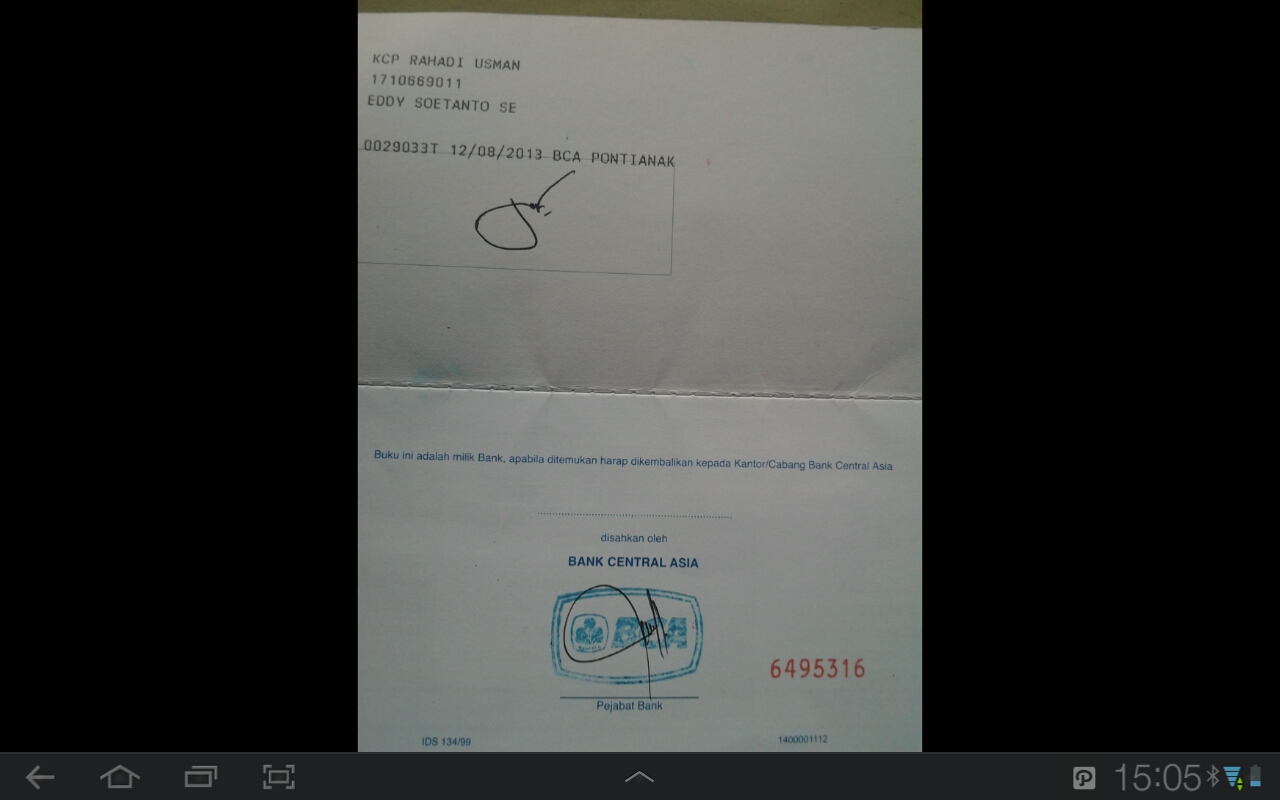 KCP RAHADI USMAN
1710669011
EDDY SOETANTO SE
0029033T 12/08/2013 BCA PONTIANAK
Buku ini adalah milik Bank, apabila ditemukan harap dikembalikan kepada Kantor/Cabang Bank Central Asia
disahkan oleh
BANK CENTRAL ASIA
BCA
6495316
Pejabat Bank
IDS 134/99
1400001112
15:05